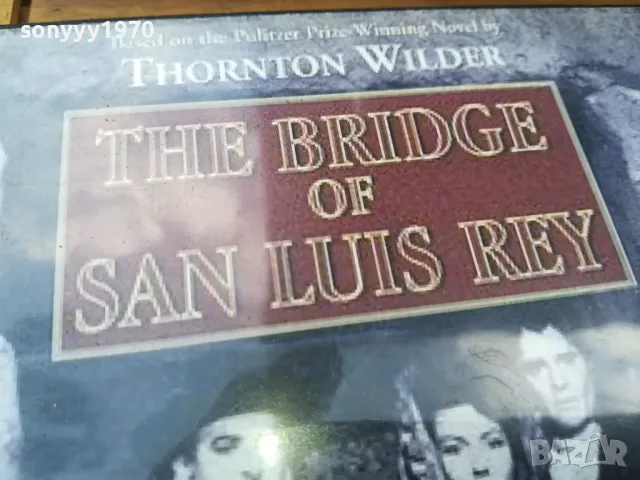 sonyyy1970
Based on the Pulitzer Prize-Winning Novel by
THORNTON WILDER
THE BRIDGE
OF
SAN LUIS REY
BAZAR